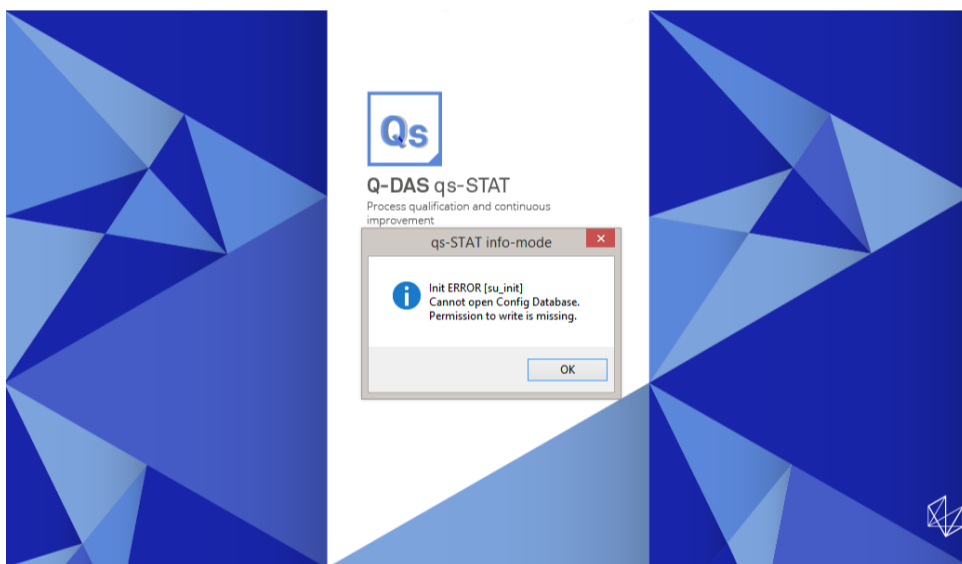 Qs
Q-DAS qs-STAT
Process qualification and continuous
improvement
qs-STAT info-mode
Init ERROR [su_init]
Cannot open Config Database.
Permission to write is missing.
OK